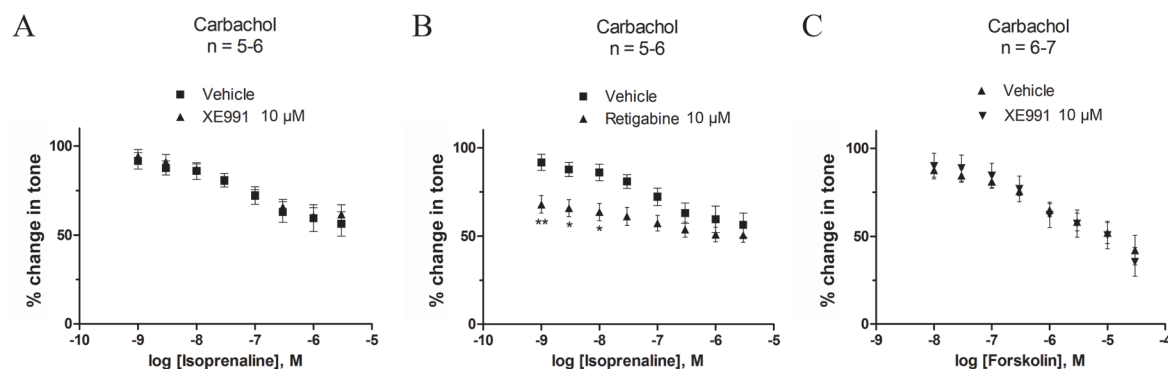 A
Carbachol
n = 5-6
Vehicle
XE991 10 µM
% change in tone
100
50
0
-10
-9
-8
-7
-6
-5
log [Isoprenaline], M
B
Carbachol
n = 5-6
Vehicle
Retigabine 10 µM
% change in tone
100
50
0
**
*
*
-10
-9
-8
-7
-6
-5
log [Isoprenaline], M
C
Carbachol
n = 6-7
Vehicle
XE991 10 µM
% change in tone
100
50
0
-9
-8
-7
-6
-5
-4
log [Forskolin], M